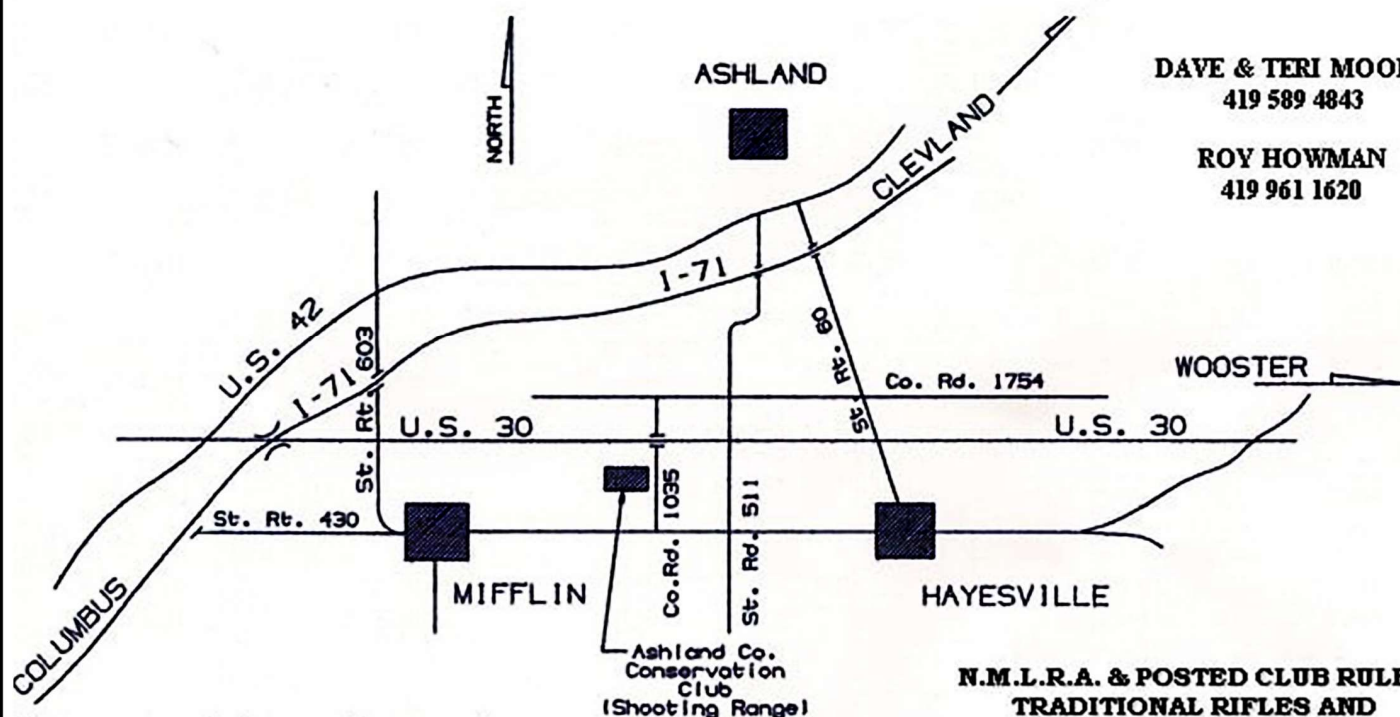 ASHLAND
NORTH
DAVE & TERI
419 589 4843
ROY HOWMAN
419 961 1620
CLEVLAND
I-71
U.S. 42
I-71
St. Rt. 603
St. Rt. 60
WOOSTER
Co. Rd. 1754
U.S. 30
U.S. 30
St. Rt. 430
Co.Rd. 1035
St. Rd. 511
MIFFLIN
HAYESVILLE
COLUMBUS
Ashland Co.
Conservation
Club
(Shooting Range)
N.M.L.R.A. & POSTED CLUB
TRADITIONAL RIFLES AND